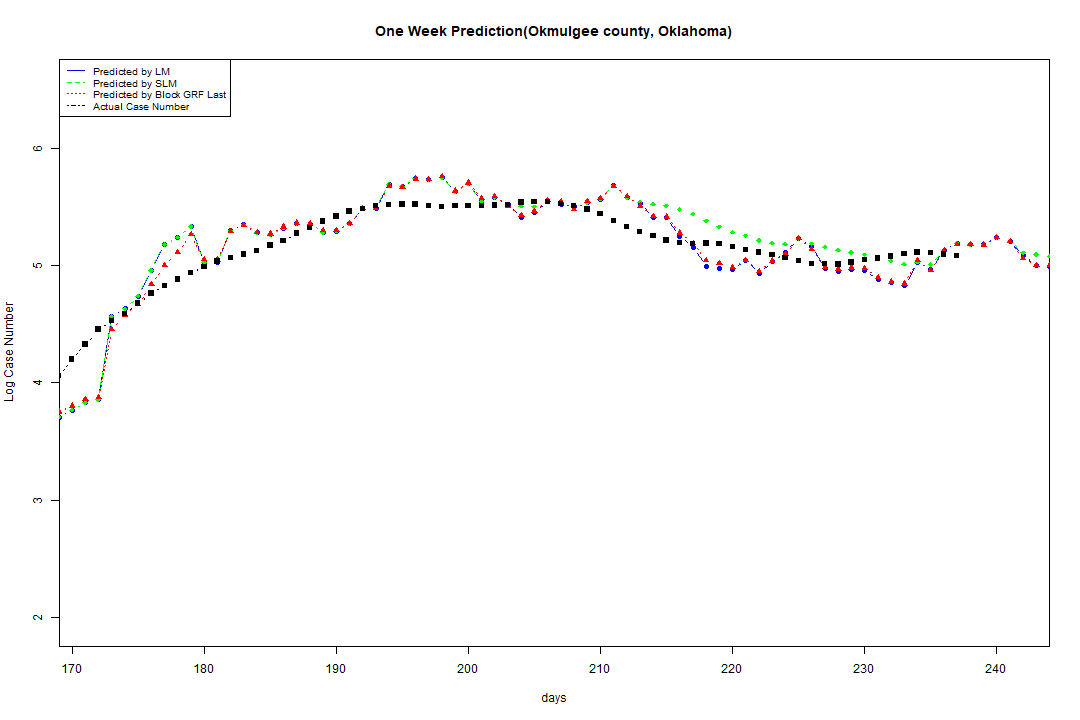 One Week Prediction(Okmulgee county, Oklahoma)
Predicted by LM
Predicted by SLM
Predicted by Block GRF Last
Actual Case Number
6
5
4
3
2
Log Case Number
170 180 190 200 210 220 230 240
days